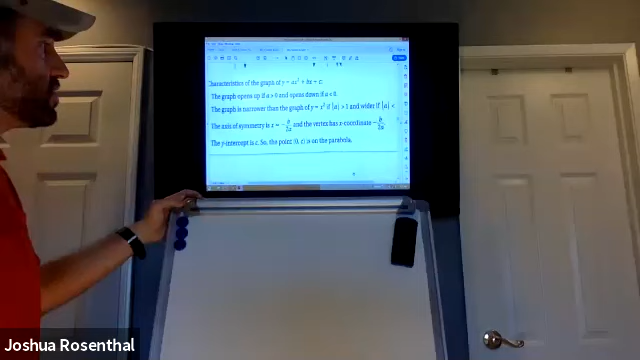 Characteristics of the graph of y = ax² + bx + c:
The graph opens up if a > 0 and opens down if a < 0.
The graph is narrower than the graph of y = x² if |a| > 1 and wider if |a| <
The axis of symmetry is x = -b/2a and the vertex has x-coordinate -b/2a.
The y-intercept is c. So, the point (0, c) is on the parabola.
Joshua Rosenthal